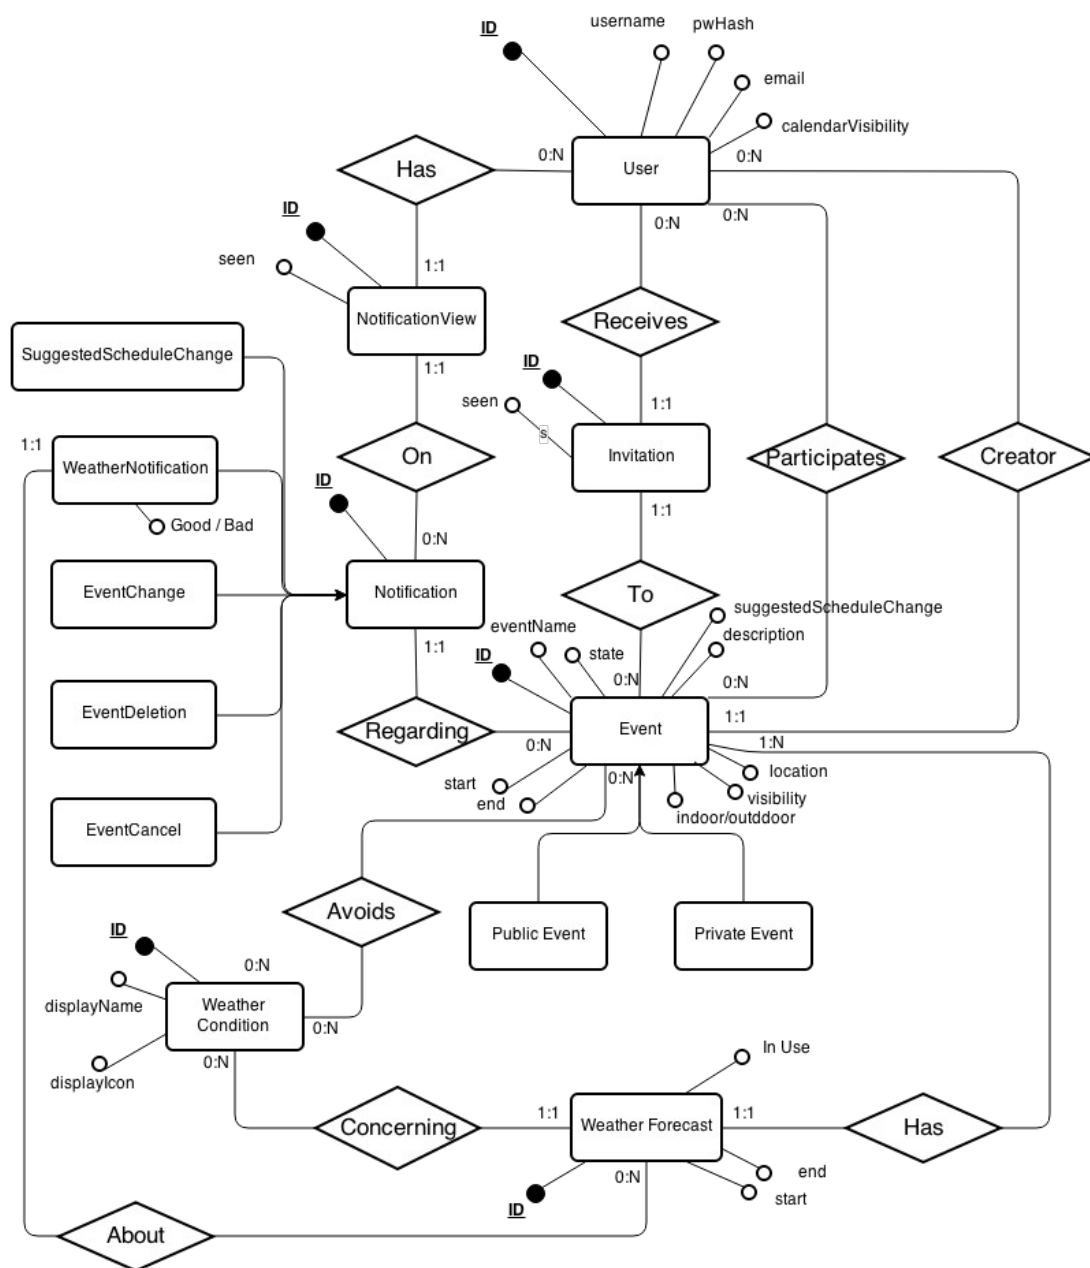 username
pwHash
ID
email
calendarVisibility
Has
0:N
User
0:N
ID
0:N
0:N
seen
1:1
NotificationView
Receives
SuggestedScheduleChange
1:1
ID
seen
1:1
s
1:1
WeatherNotification
On
Invitation
Participates
Creator
ID
1:1
Good / Bad
0:N
EventChange
Notification
To
suggestedScheduleChange
eventName
description
1:1
ID
state
0:N
0:N
EventDeletion
Regarding
Event
1:1
0:N
1:N
start
0:N
location
end
visibility
indoor/outddoor
EventCancel
Avoids
ID
Public Event
Private Event
0:N
displayName
Weather
Condition
0:N
0:N
In Use
displayIcon
1:1
1:1
Concerning
Weather Forecast
Has
0:N
end
start
ID
About